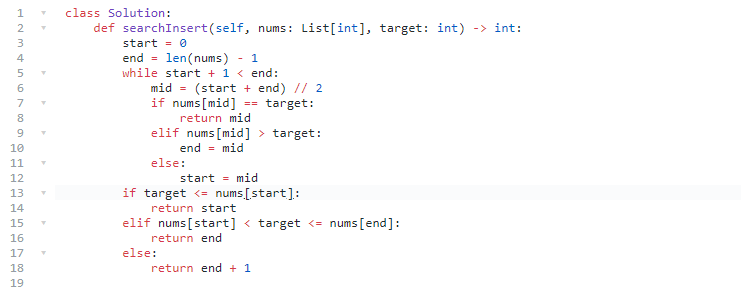 1 class Solution:
2     def searchInsert(self, nums: List[int], target: int) -> int:
3         start = 0
4         end = len(nums) - 1
5         while start + 1 < end:
6             mid = (start + end) // 2
7             if nums[mid] == target:
8                 return mid
9             elif nums[mid] > target:
10                 end = mid
11             else:
12                 start = mid
13         if target <= nums[start]:
14             return start
15         elif nums[start] < target <= nums[end]:
16             return end
17         else:
18             return end + 1
19